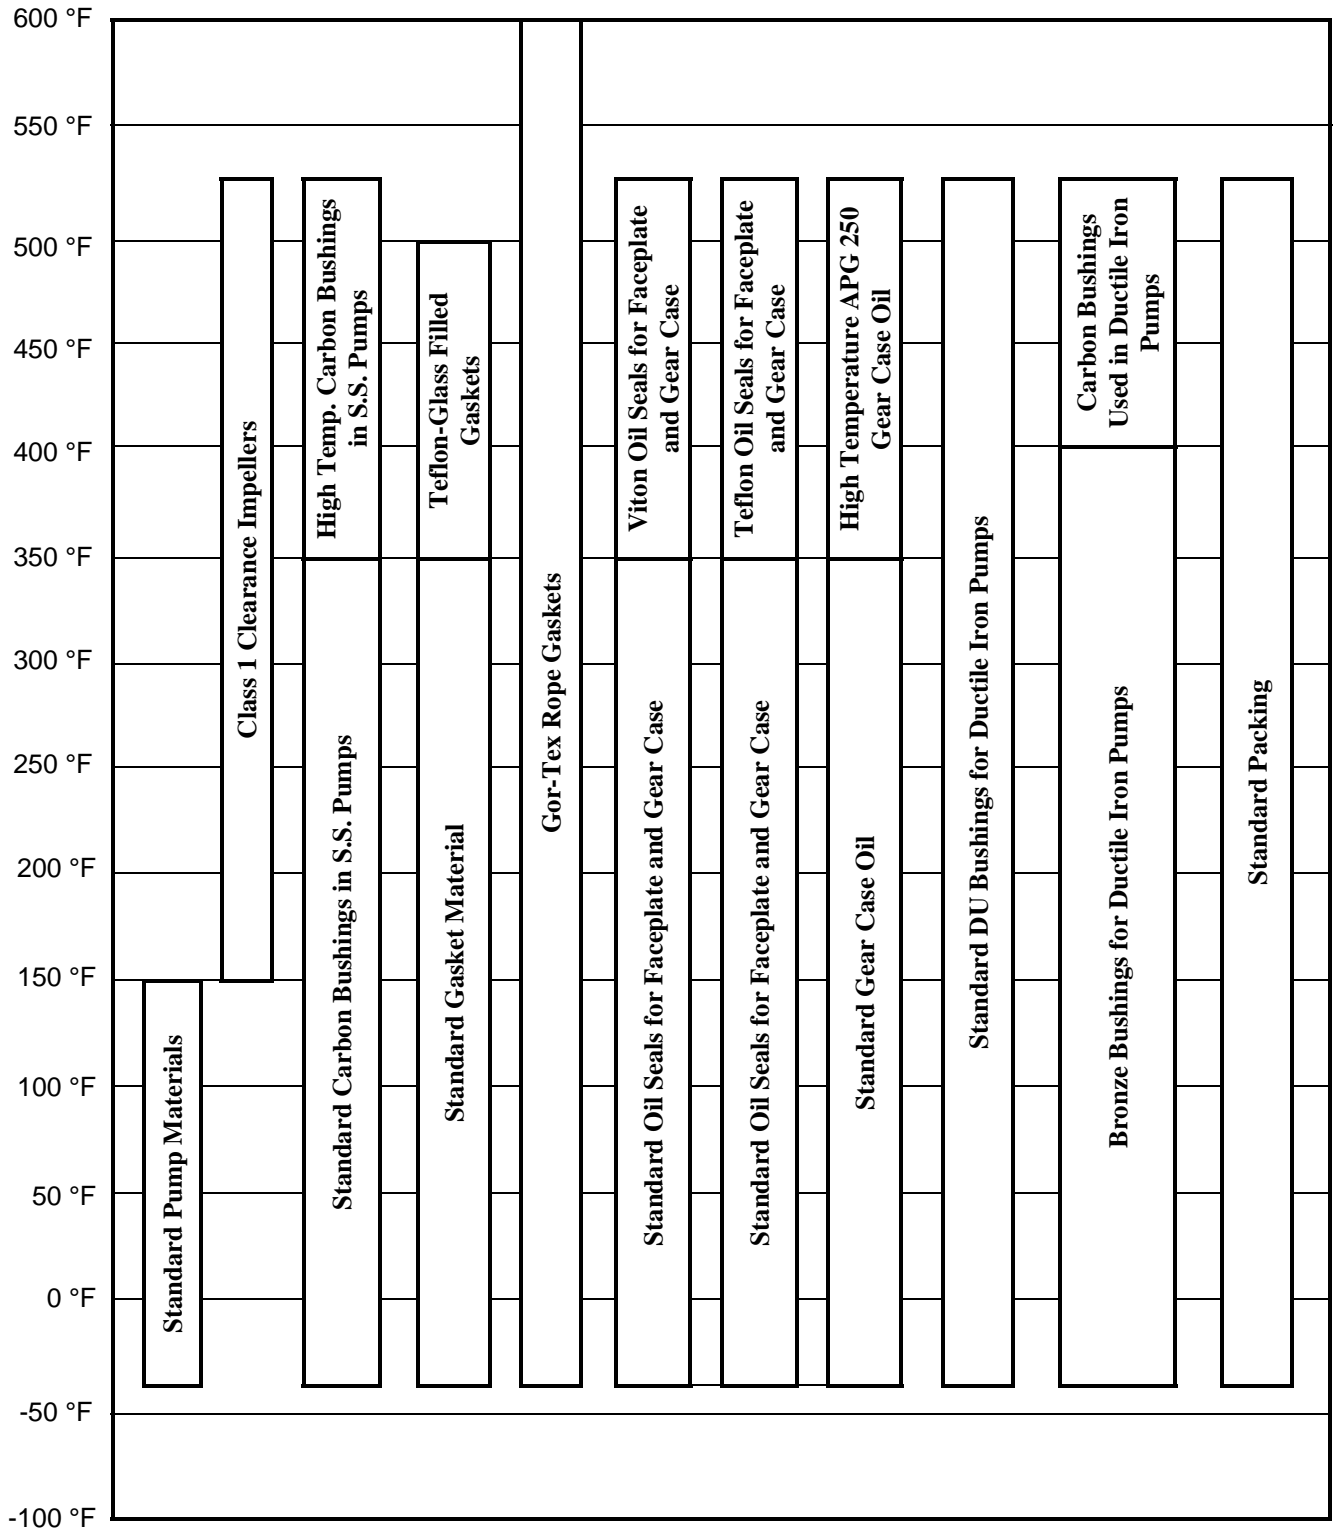 600 °F
550 °F
500 °F
450 °F
400 °F
350 °F
300 °F
250 °F
200 °F
150 °F
100 °F
50 °F
0 °F
-50 °F
-100 °F
Standard Pump Materials
Class 1 Clearance Impellers
High Temp. Carbon Bushings
in S.S. Pumps
Standard Carbon Bushings in S.S. Pumps
Teflon-Glass Filled
Gaskets
Standard Gasket Material
Gor-Tex Rope Gaskets
Viton Oil Seals for Faceplate
and Gear Case
Standard Oil Seals for Faceplate and Gear Case
Teflon Oil Seals for Faceplate
and Gear Case
Standard Oil Seals for Faceplate and Gear Case
High Temperature APG 250
Gear Case Oil
Standard Gear Case Oil
Standard DU Bushings for Ductile Iron Pumps
Carbon Bushings
Used in Ductile Iron
Pumps
Bronze Bushings for Ductile Iron Pumps
Standard Packing